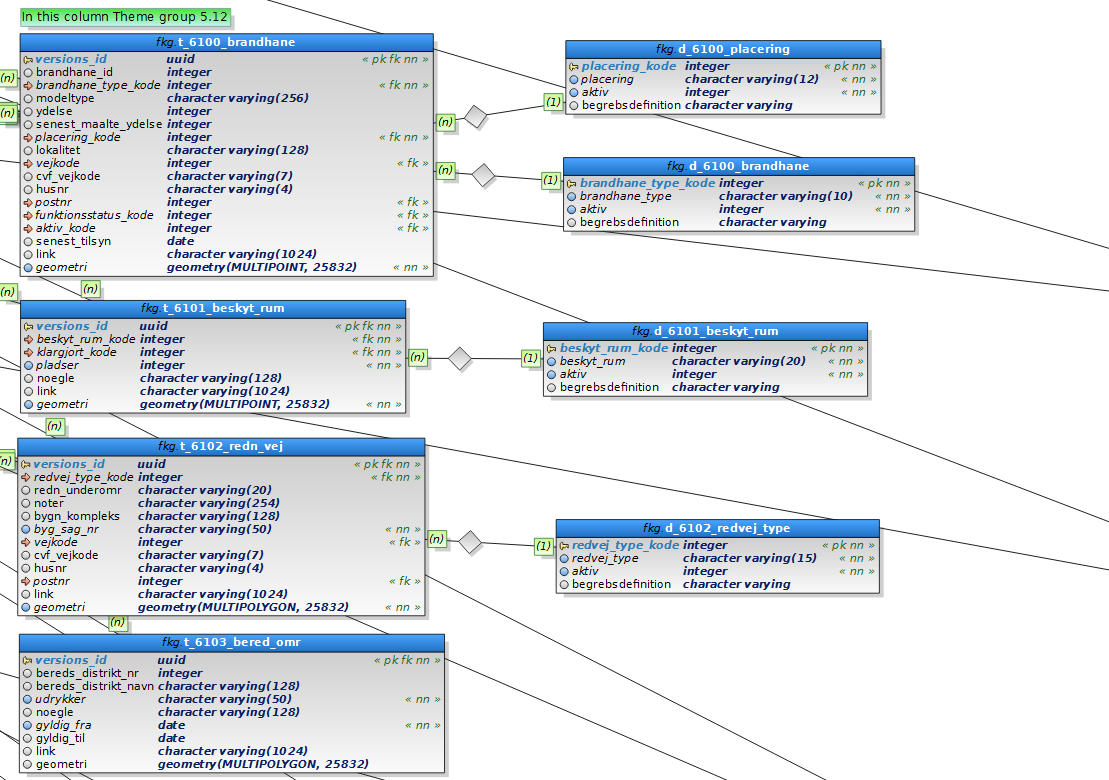 In this column Theme group 5.12
fkg.t_6100_brandhane
versions_id uuid « pk fk nn »
brandhane_id integer
brandhane_type_kode integer « fk nn »
modeltype character varying(256)
ydelse integer
senest_maalte_ydelse integer
placering_kode integer « fk nn »
lokalitet character varying(128)
vejkode integer « fk »
cvf_vejkode character varying(7)
husnr character varying(4)
postnr integer « fk »
funktionsstatus_kode integer « fk »
aktiv_kode integer « fk »
senest_tilsyn date
link character varying(1024)
geometri geometry(MULTIPOINT, 25832) « nn »
(n)
(n)
(n)
(1)
(n)
(1)
fkg.d_6100_placering
placering_kode integer « pk nn »
placering character varying(12) « nn »
aktiv integer « nn »
begrebsdefinition character varying
fkg.d_6100_brandhane
brandhane_type_kode integer « pk nn »
brandhane_type character varying(10) « nn »
aktiv integer « nn »
begrebsdefinition character varying
(n)
(n)
fkg.t_6101_beskyt_rum
versions_id uuid « pk fk nn »
beskyt_rum_kode integer « fk nn »
klargjort_kode integer « fk nn »
pladser integer « nn »
noegle character varying(128)
link character varying(1024)
geometri geometry(MULTIPOINT, 25832) « nn »
(n)
(1)
fkg.d_6101_beskyt_rum
beskyt_rum_kode integer « pk nn »
beskyt_rum character varying(20) « nn »
aktiv integer « nn »
begrebsdefinition character varying
(n)
(n)
fkg.t_6102_redn_vej
versions_id uuid « pk fk nn »
redvej_type_kode integer « fk nn »
redn_underomr character varying(20)
noter character varying(254)
bygn_kompleks character varying(128)
byg_sag_nr character varying(50) « nn »
vejkode integer « fk »
cvf_vejkode character varying(7)
husnr character varying(4)
postnr integer « fk »
link character varying(1024)
geometri geometry(MULTIPOLYGON, 25832) « nn »
(n)
(1)
fkg.d_6102_redvej_type
redvej_type_kode integer « pk nn »
redvej_type character varying(15) « nn »
aktiv integer « nn »
begrebsdefinition character varying
(n)
fkg.t_6103_bered_omr
versions_id uuid « pk fk nn »
bereds_distrikt_nr integer
bereds_distrikt_navn character varying(128)
udrykker character varying(50) « nn »
noegle character varying(128)
gyldig_fra date « nn »
gyldig_til date
link character varying(1024)
geometri geometry(MULTIPOLYGON, 25832)